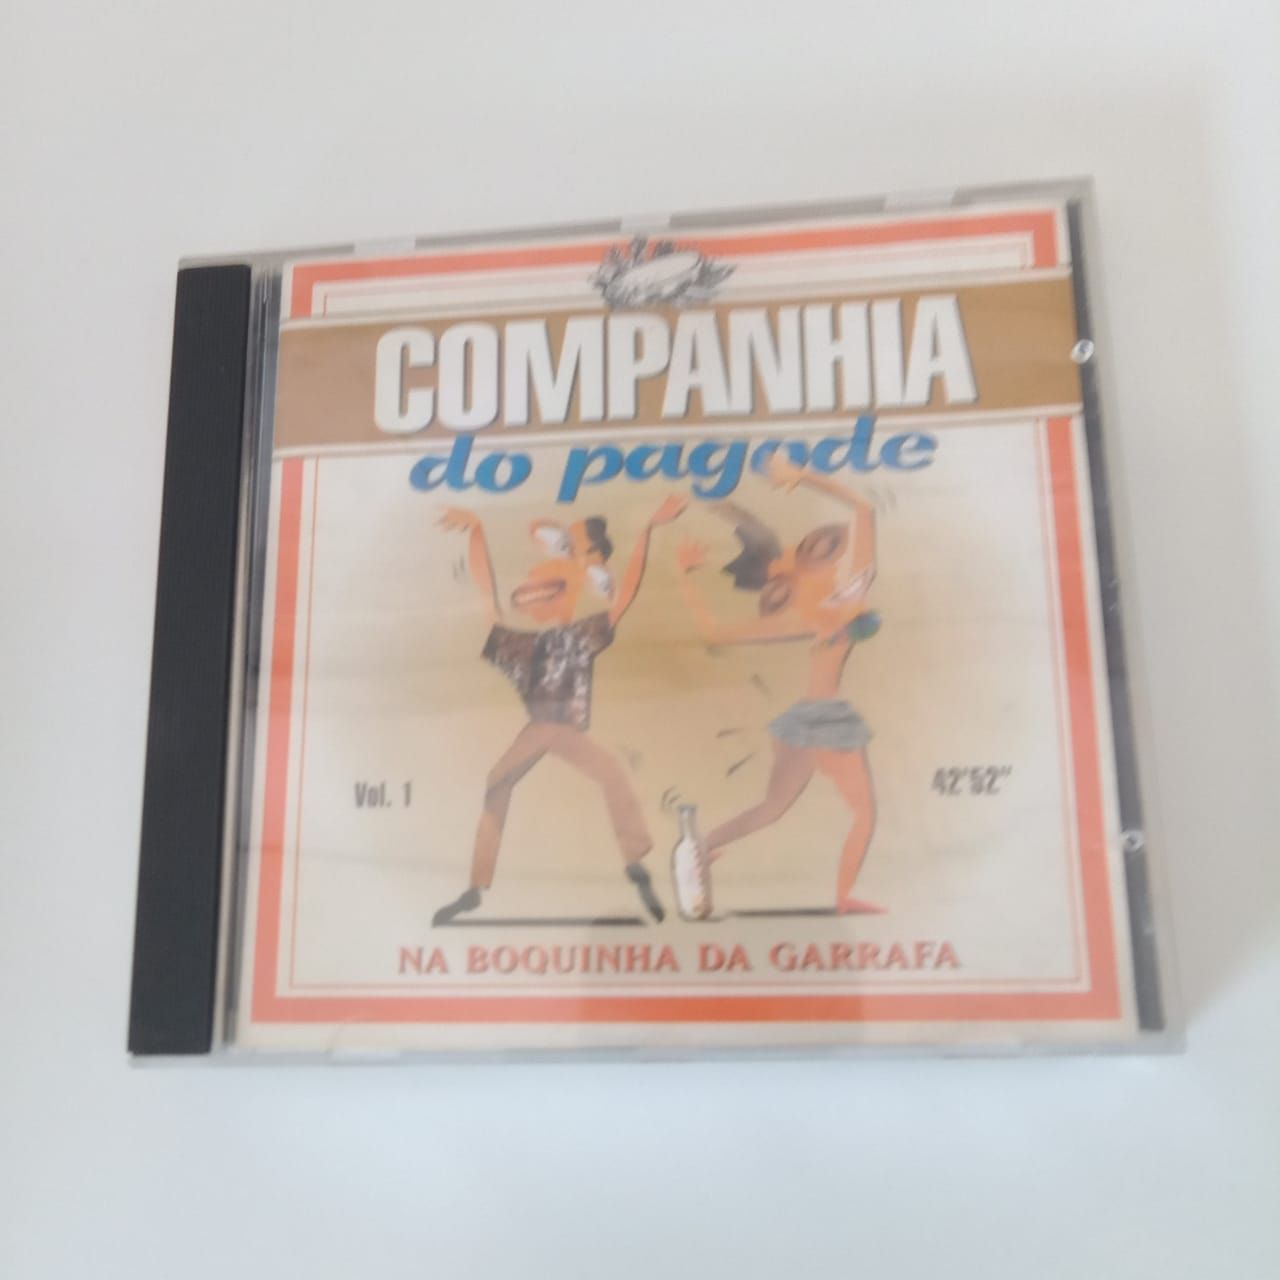 COMPANHIA
do pagode
Vol. 1
42'52"
NA BOQUINHA DA GARRAFA